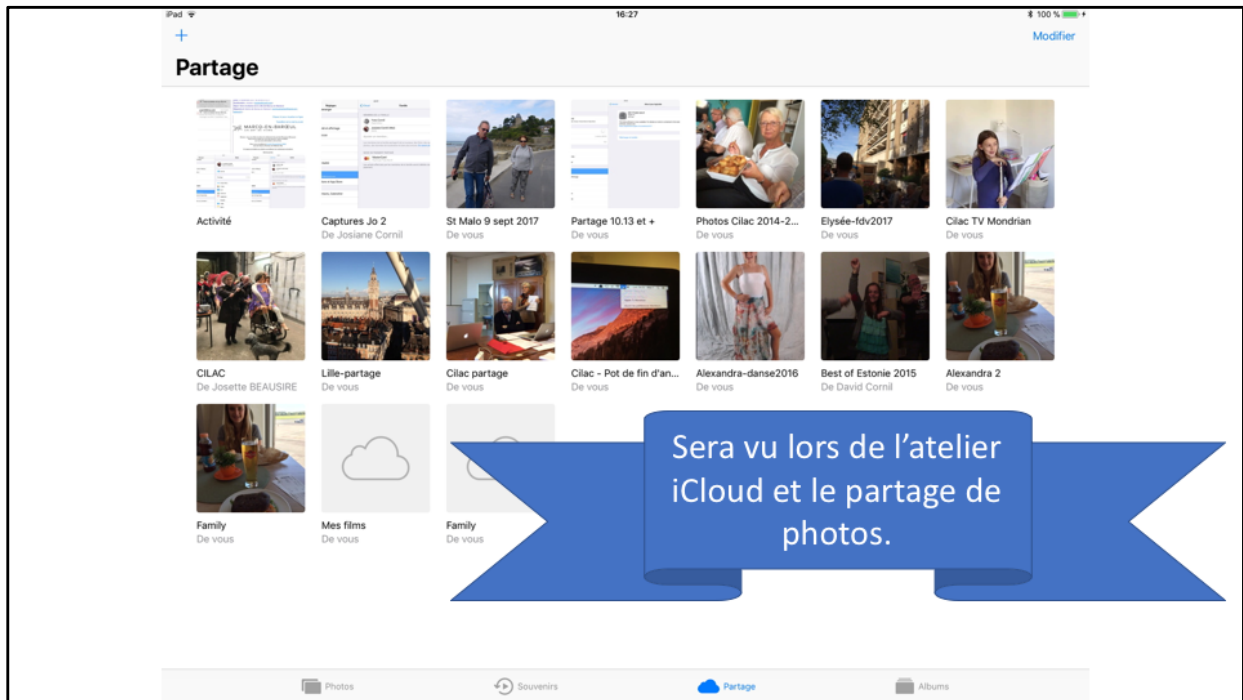 iPad 16:27 100 %
+ Modifier
Partage
Activité
Captures Jo 2
De Josiane Cornil
St Malo 9 sept 2017
De vous
Partage 10.13 et +
De vous
Photos Cilac 2014-2...
De vous
Elysée-fdv2017
De vous
Cilac TV Mondrian
De vous
CILAC
De Josette BEAUSIRE
Lille-partage
De vous
Cilac partage
De vous
Cilac - Pot de fin d'an...
De vous
Alexandra-danse2016
De vous
Best of Estonie 2015
De David Cornil
Alexandra 2
De vous
Family
De vous
Mes films
De vous
Family
De vous
Sera vu lors de l’atelier
iCloud et le partage de
photos.
Photos Souvenirs Partage Albums